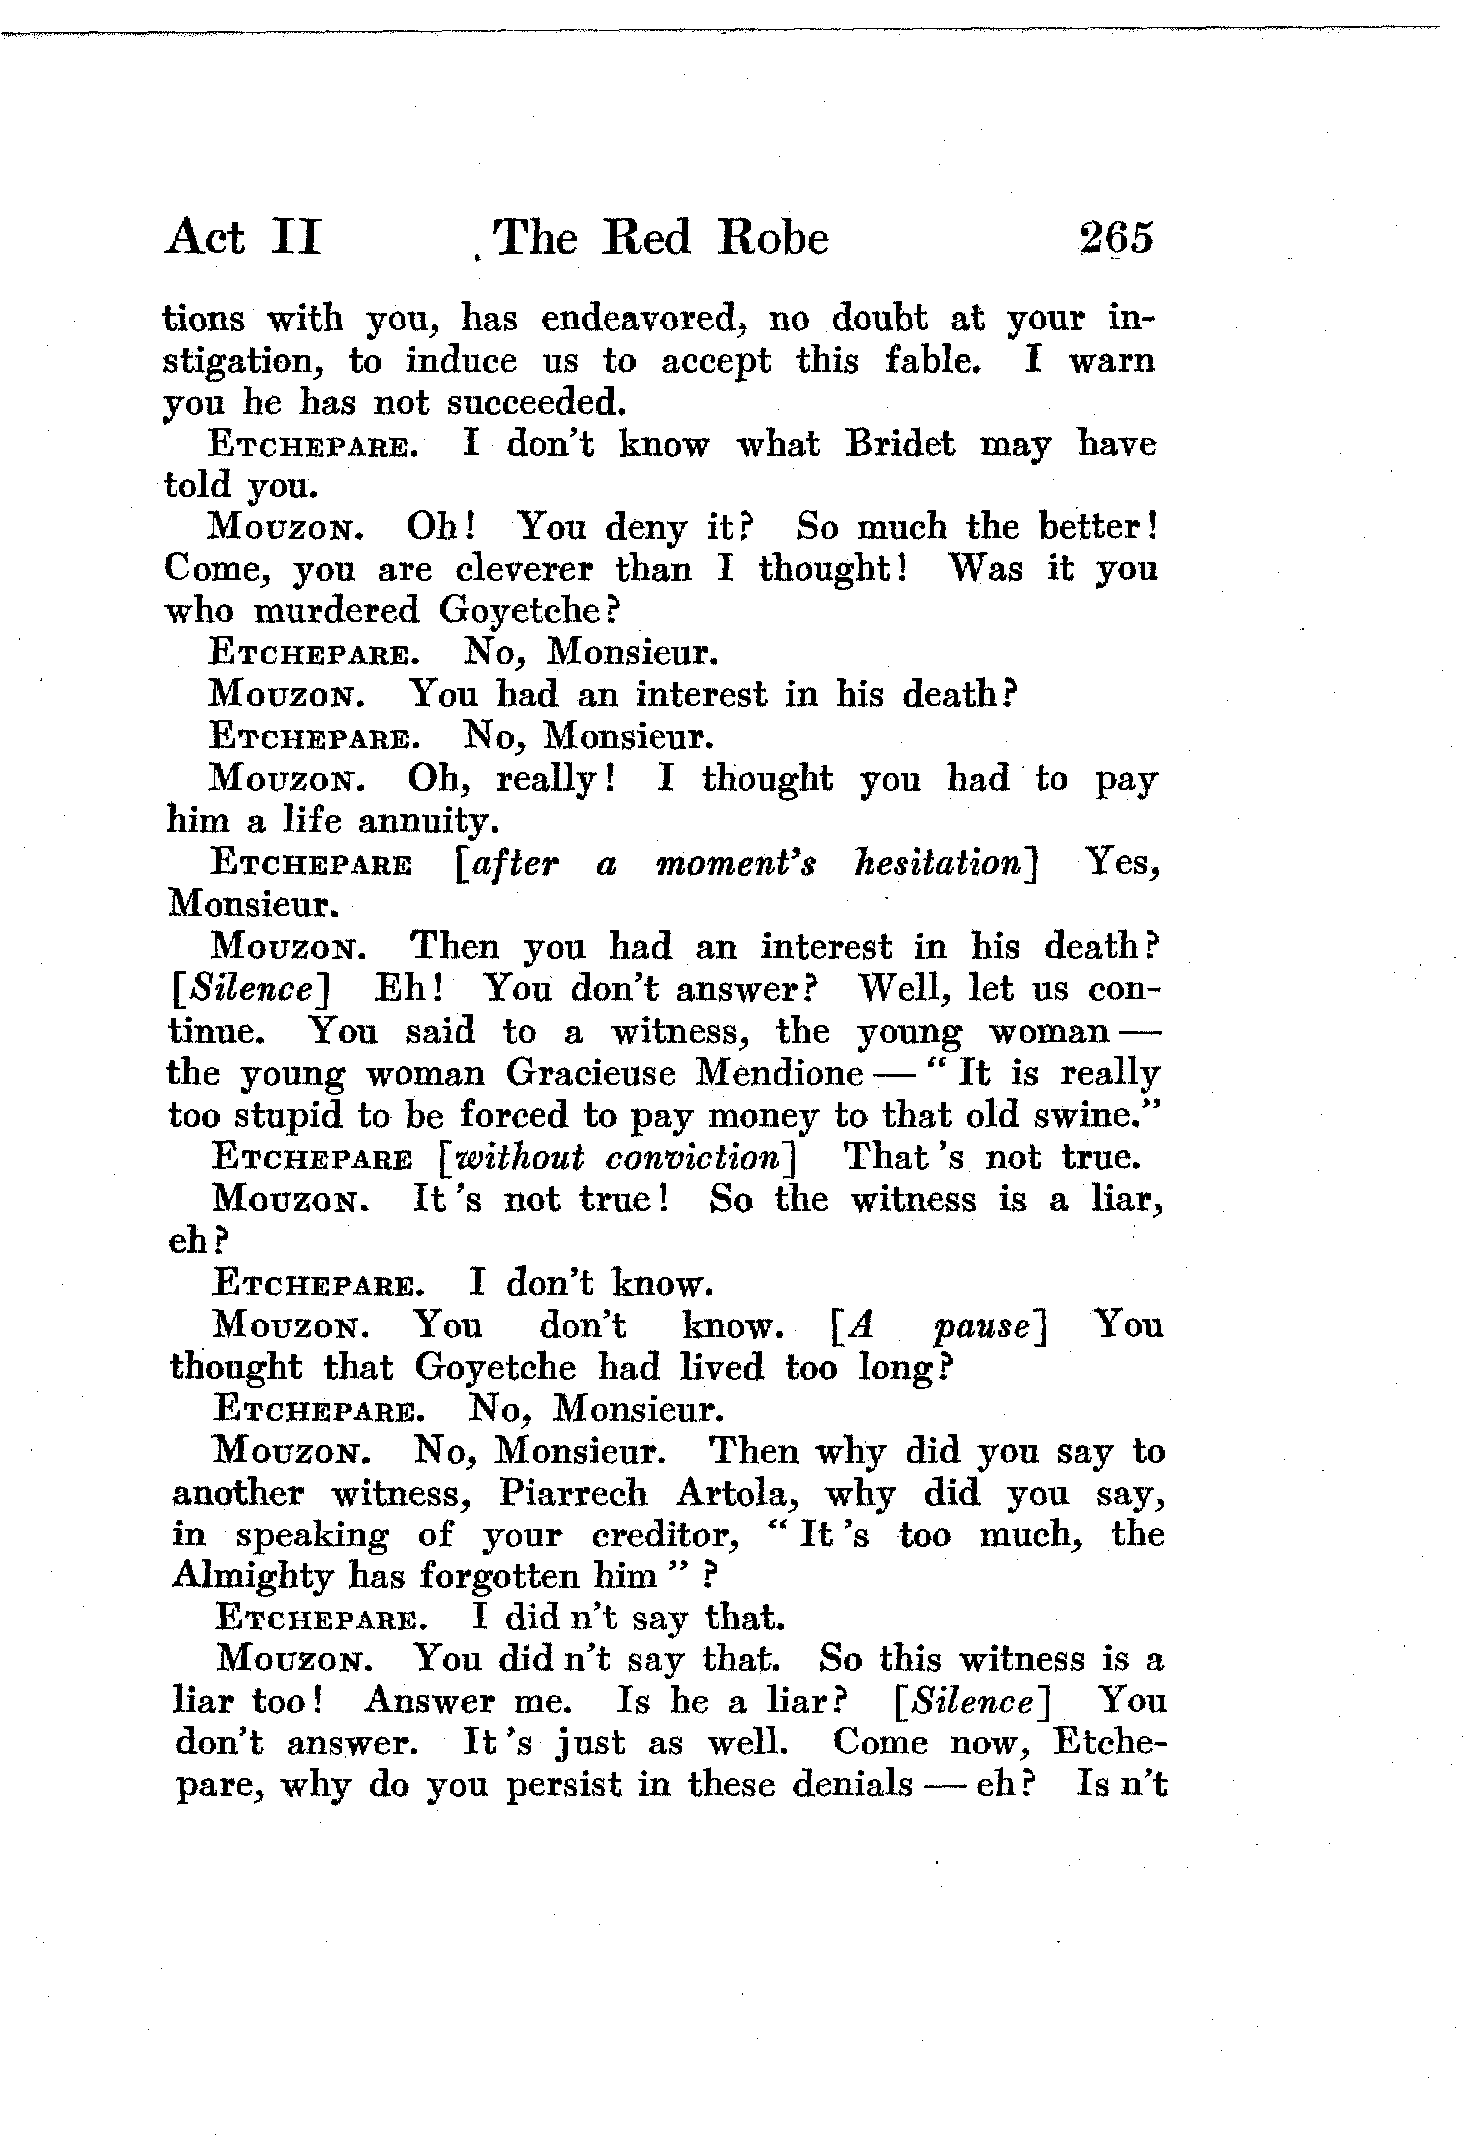 Act II The Red Robe 265
tions with you, has endeavored, no doubt at your in-
stigation, to induce us to accept this fable. I warn
you he has not succeeded.
ETCHEPARE. I don't know what Bridet may have
told you.
MOUZON. Oh! You deny it? So much the better!
Come, you are cleverer than I thought! Was it you
who murdered Goyetche?
ETCHEPARE. No, Monsieur.
MOUZON. You had an interest in his death?
ETCHEPARE. No, Monsieur.
MOUZON. Oh, really! I thought you had to pay
him a life annuity.
ETCHEPARE [after a moment's hesitation] Yes,
Monsieur.
MOUZON. Then you had an interest in his death?
[Silence] Eh! You don't answer? Well, let us con-
tinue. You said to a witness, the young woman—
the young woman Gracieuse Mendione—" It is really
too stupid to be forced to pay money to that old swine."
ETCHEPARE [without conviction] That 's not true.
MOUZON. It 's not true! So the witness is a liar,
eh?
ETCHEPARE. I don't know.
MOUZON. You don't know. [A pause] You
thought that Goyetche had lived too long?
ETCHEPARE. No, Monsieur.
MOUZON. No, Monsieur. Then why did you say to
another witness, Piarrech Artola, why did you say,
in speaking of your creditor, " It 's too much, the
Almighty has forgotten him " ?
ETCHEPARE. I did n't say that.
MOUZON. You did n't say that. So this witness is a
liar too! Answer me. Is he a liar? [Silence] You
don't answer. It 's just as well. Come now, Etche-
pare, why do you persist in these denials — eh? Is n't